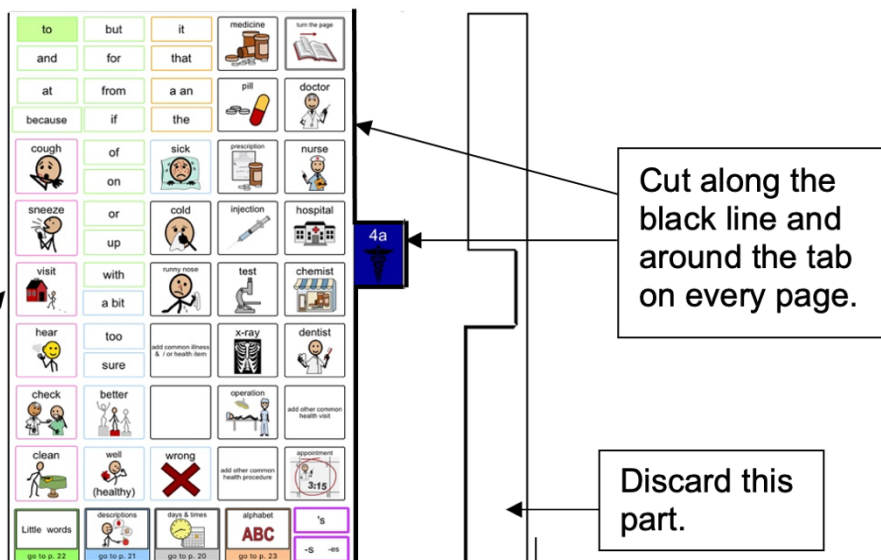 to but it medicine turn the page
and for that
at from a an pill doctor
because if the
cough of sick prescription nurse
on
sneeze or cold injection hospital
up
visit with runny nose test chemist
a bit
hear too add common illness & / or health item x-ray dentist
sure
check better operation add other common health visit
clean well (healthy) wrong add other common health procedure appointment
3:15
Little words descriptions days & times alphabet 's
ABC
go to p. 22 go to p. 21 go to p. 20 go to p. 23 -s -es
4a
Cut along the
black line and
around the tab
on every page.
Discard this
part.